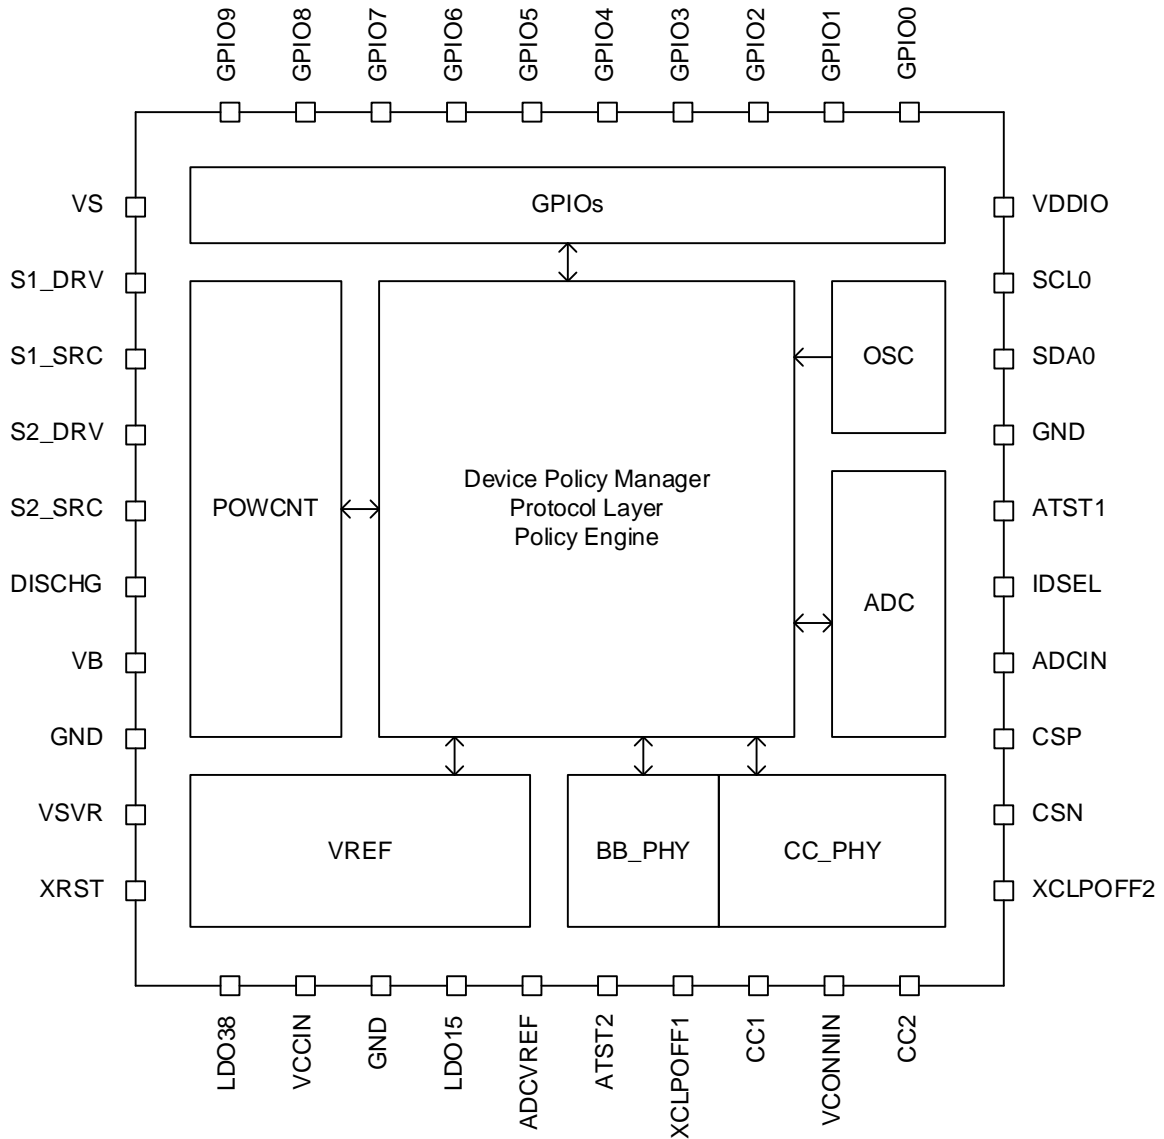 GPIO9
GPIO8
GPIO7
GPIO6
GPIO5
GPIO4
GPIO3
GPIO2
GPIO1
GPIO0
VS
S1_DRV
S1_SRC
S2_DRV
S2_SRC
DISCHG
VB
GND
VSVR
XRST
GPIOs
POWCNT
Device Policy Manager
Protocol Layer
Policy Engine
OSC
ADC
VREF
BB_PHY
CC_PHY
VDDIO
SCL0
SDA0
GND
ATST1
IDSEL
ADCIN
CSP
CSN
XCLPOFF2
LDO38
VCCIN
GND
LDO15
ADCVREF
ATST2
XCLPOFF1
CC1
VCONNIN
CC2